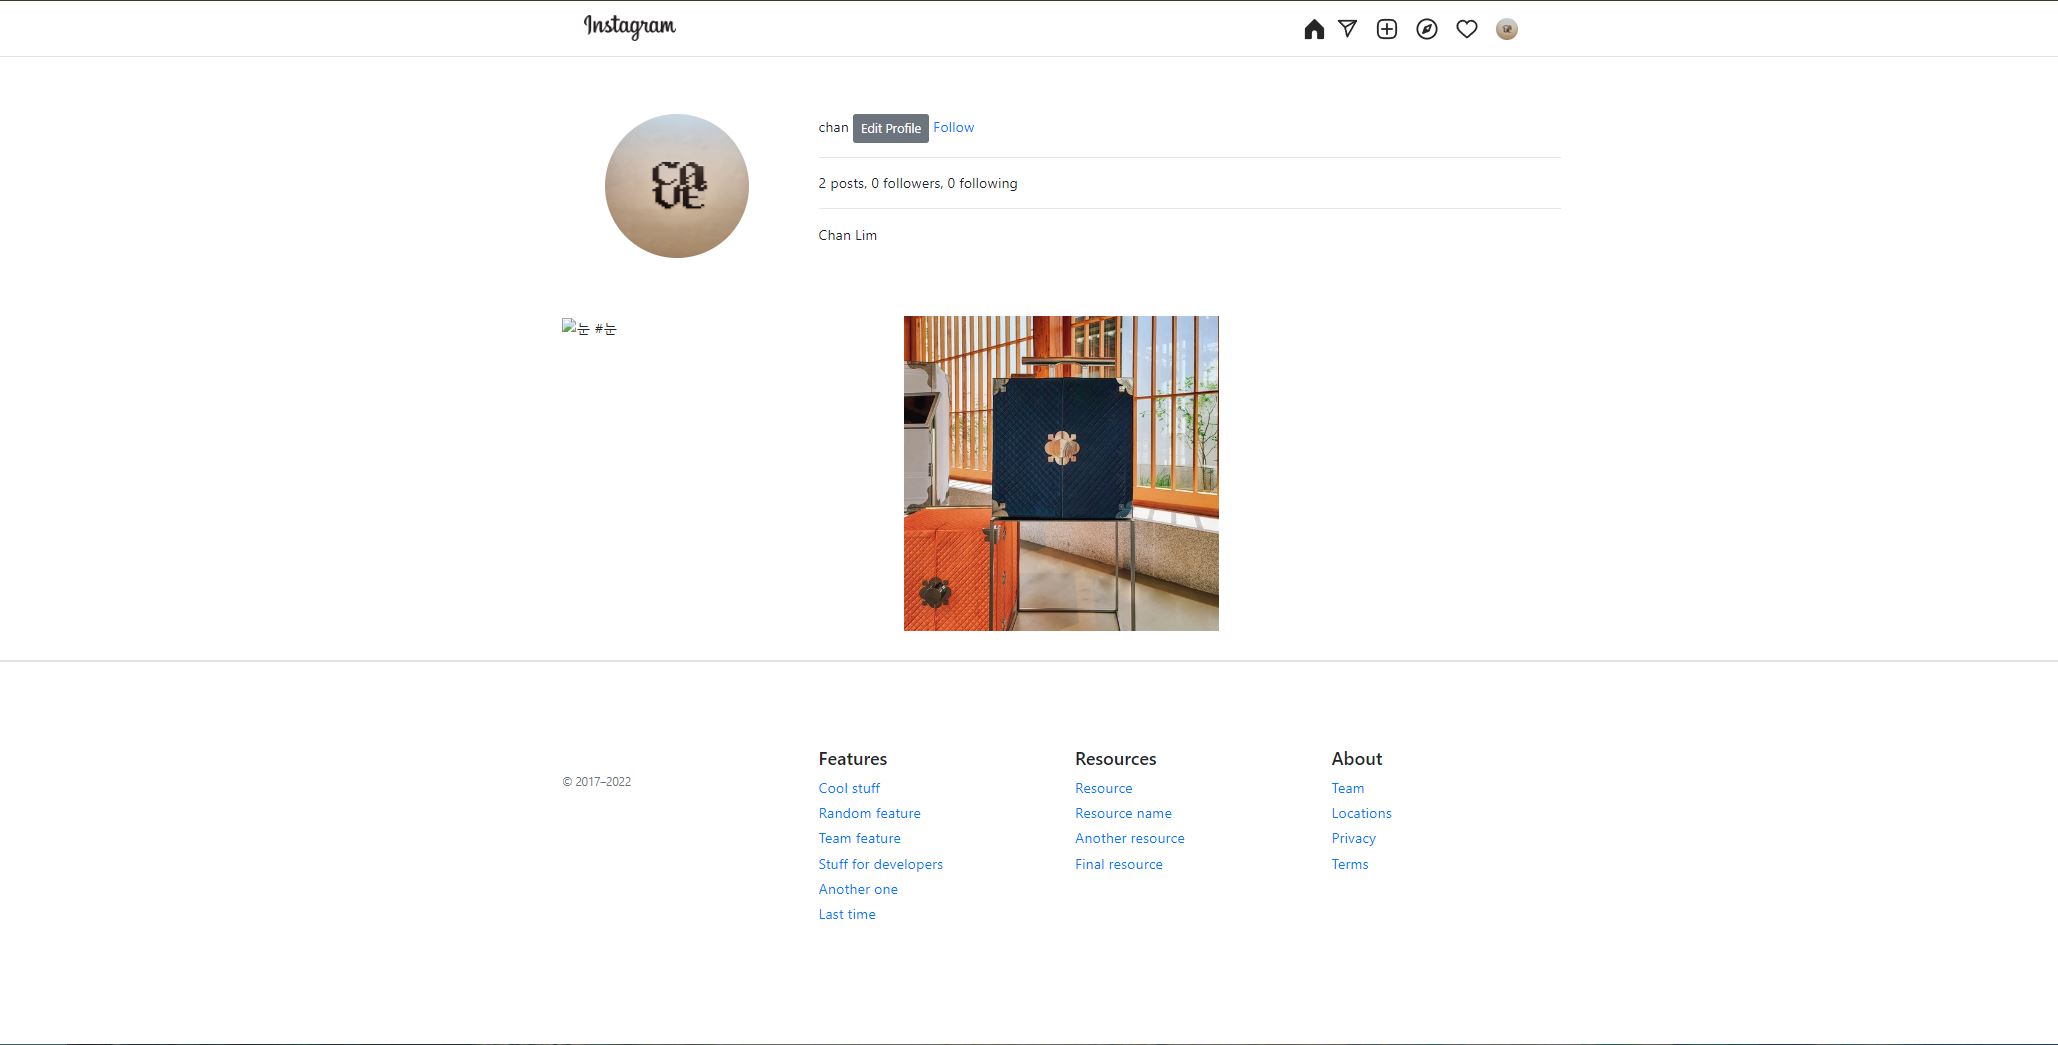 Instagram
CA
VE
chan Edit Profile Follow
2 posts, 0 followers, 0 following
Chan Lim
눈 #눈
© 2017–2022
Features
Cool stuff
Random feature
Team feature
Stuff for developers
Another one
Last time
Resources
Resource
Resource name
Another resource
Final resource
About
Team
Locations
Privacy
Terms